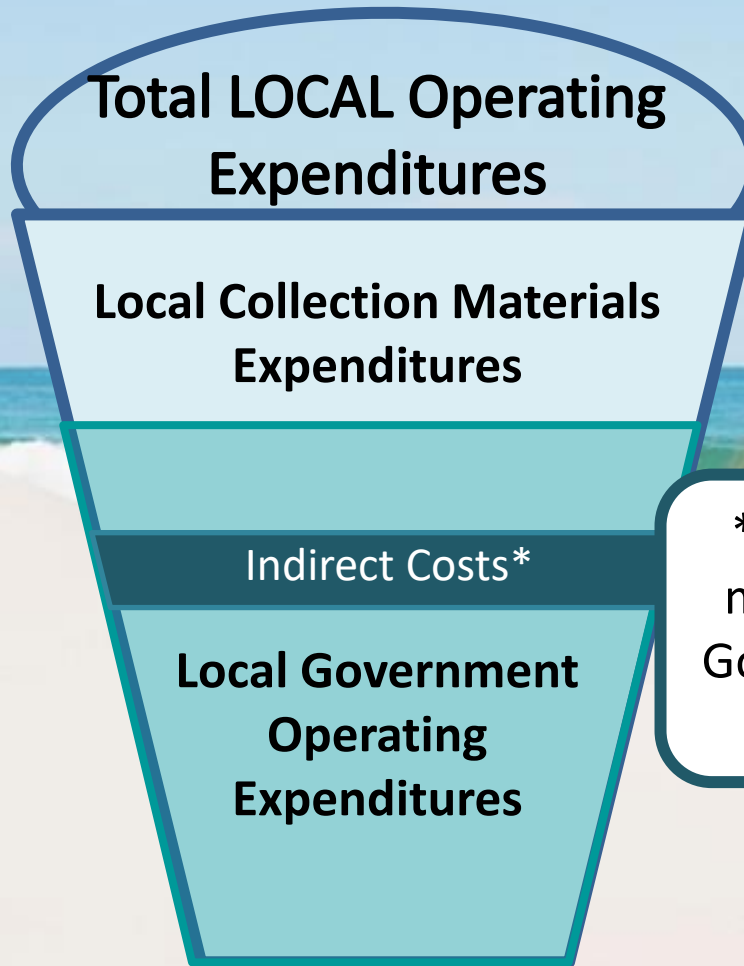 Total LOCAL Operating
Expenditures
Local Collection Materials
Expenditures
Indirect Costs*
*
Local Government
Operating
Expenditures